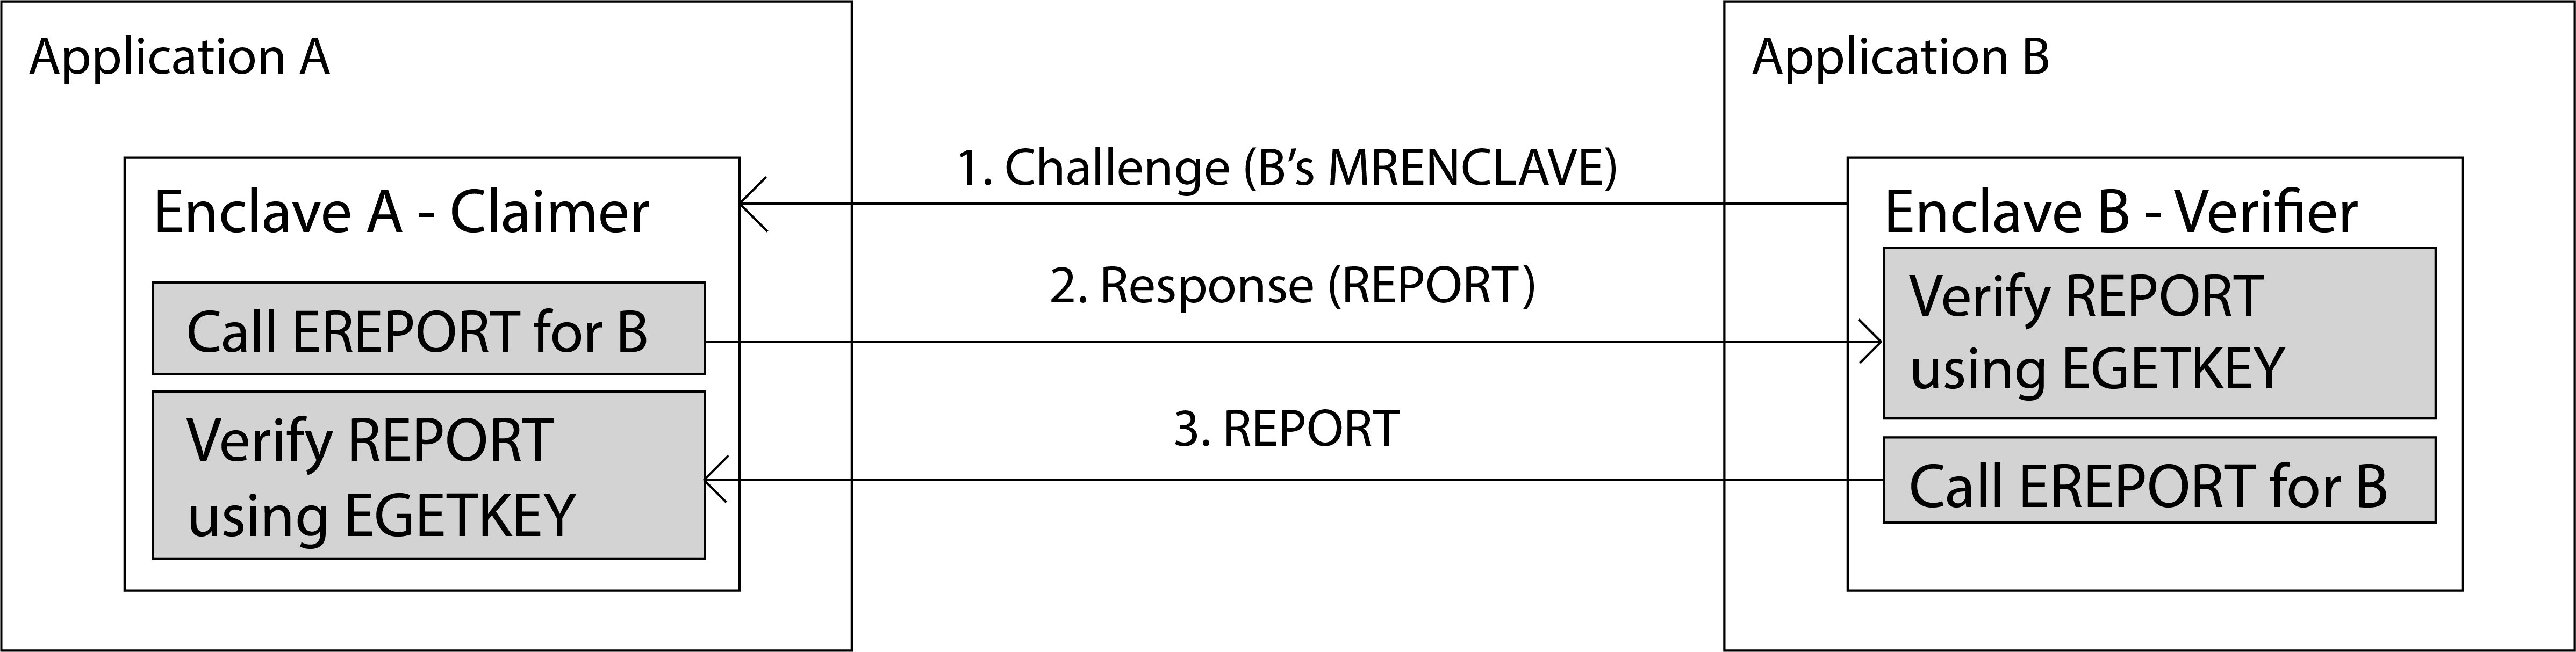 Application A
Enclave A - Claimer
Call EREPORT for B
Verify REPORT
using EGETKEY
1. Challenge (B’s MRENCLAVE)
2. Response (REPORT)
3. REPORT
Application B
Enclave B - Verifier
Verify REPORT
using EGETKEY
Call EREPORT for B